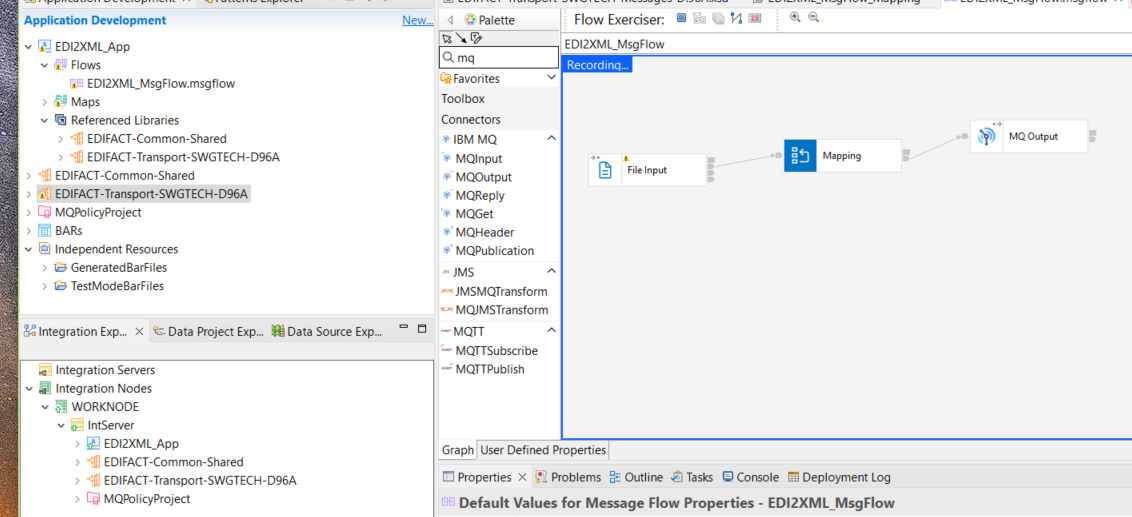 Application Development
New...
EDI2XML_App
Flows
EDI2XML_MsgFlow.msgflow
Maps
Referenced Libraries
EDIFACT-Common-Shared
EDIFACT-Transport-SWGTECH-D96A
EDIFACT-Common-Shared
EDIFACT-Transport-SWGTECH-D96A
MQPolicyProject
BARs
Independent Resources
GeneratedBarFiles
TestModeBarFiles
Integration Exp...
Data Project Exp...
Data Source Exp...
Integration Servers
Integration Nodes
WORKNODE
IntServer
EDI2XML_App
EDIFACT-Common-Shared
EDIFACT-Transport-SWGTECH-D96A
MQPolicyProject
Palette
mq
Favorites
Toolbox
Connectors
IBM MQ
MQInput
MQOutput
MQReply
MQGet
MQHeader
MQPublication
JMS
JMSMQTransform
MQJMSTransform
MQTT
MQTTSubscribe
MQTTPublish
Flow Exerciser:
EDI2XML_MsgFlow
Recording...
File Input
Mapping
MQ Output
Graph
User Defined Properties
Properties
Problems
Outline
Tasks
Console
Deployment Log
Default Values for Message Flow Properties - EDI2XML_MsgFlow